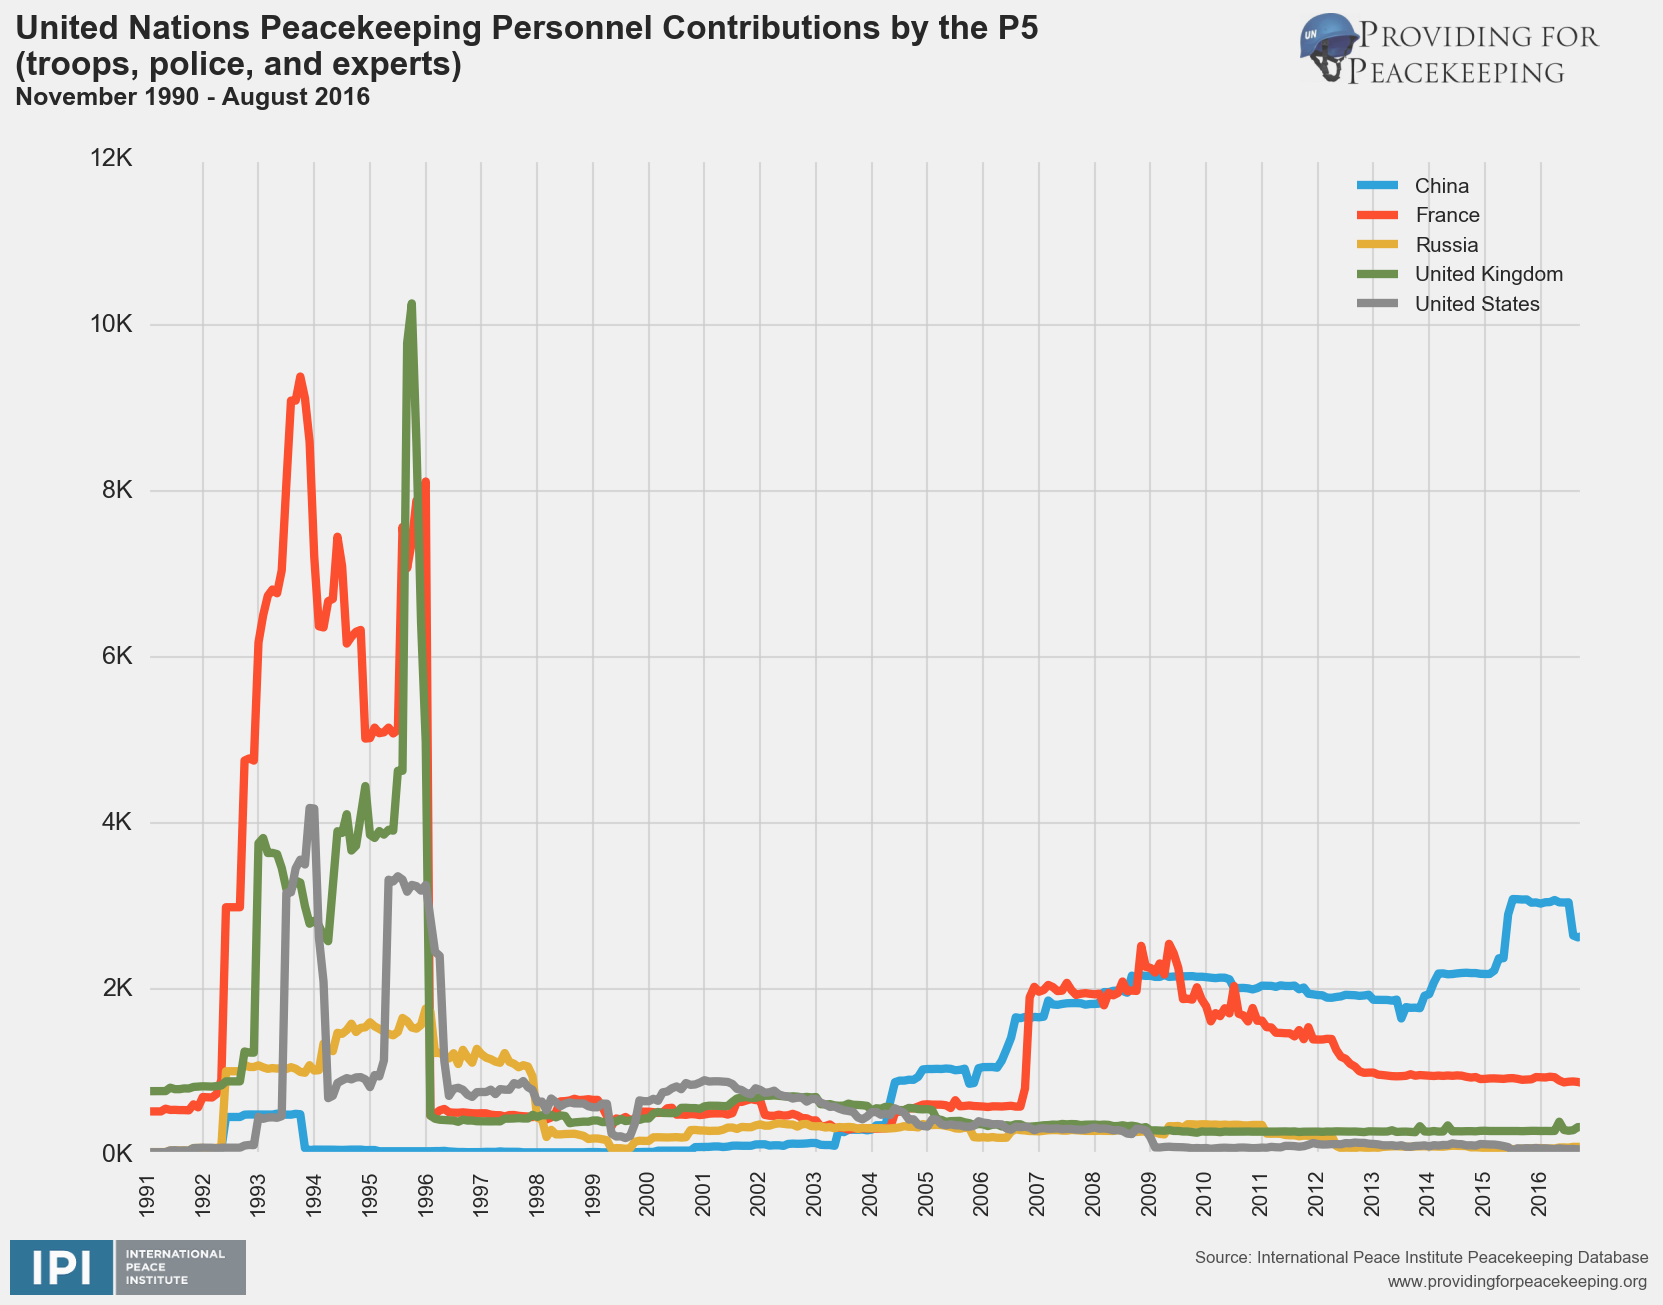 United Nations Peacekeeping Personnel Contributions by the P5
(troops, police, and experts)
November 1990 - August 2016
UN
PROVIDING FOR
PEACEKEEPING
12K
10K
8K
6K
4K
2K
0K
China
France
Russia
United Kingdom
United States
1991
1992
1993
1994
1995
1996
1997
1998
1999
2000
2001
2002
2003
2004
2005
2006
2007
2008
2009
2010
2011
2012
2013
2014
2015
2016
IPI
INTERNATIONAL
PEACE
INSTITUTE
Source: International Peace Institute Peacekeeping Database
www.providingforpeacekeeping.org